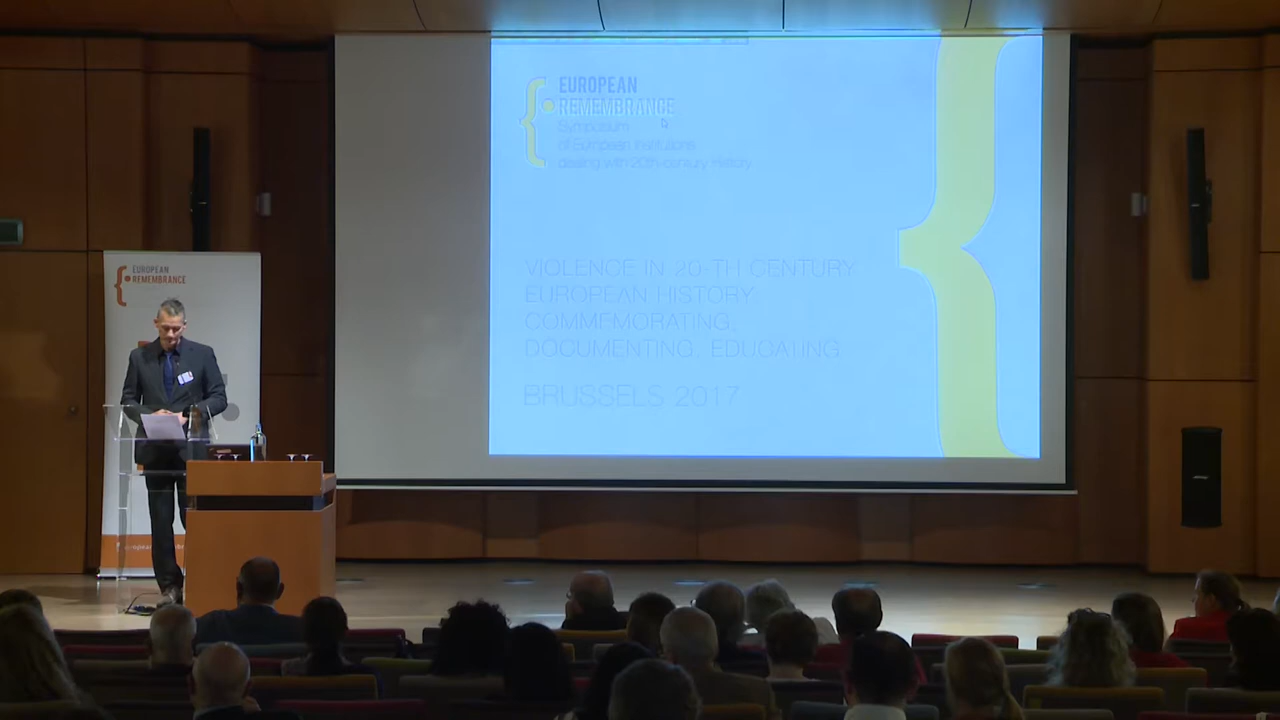 EUROPEAN
REMEMBRANCE
Symposium
of European Institutions
dealing with 20th-century History
VIOLENCE IN 20-TH CENTURY
EUROPEAN HISTORY:
COMMEMORATING,
DOCUMENTING, EDUCATING
BRUSSELS 2017
EUROPEAN
REMEMBRANCE